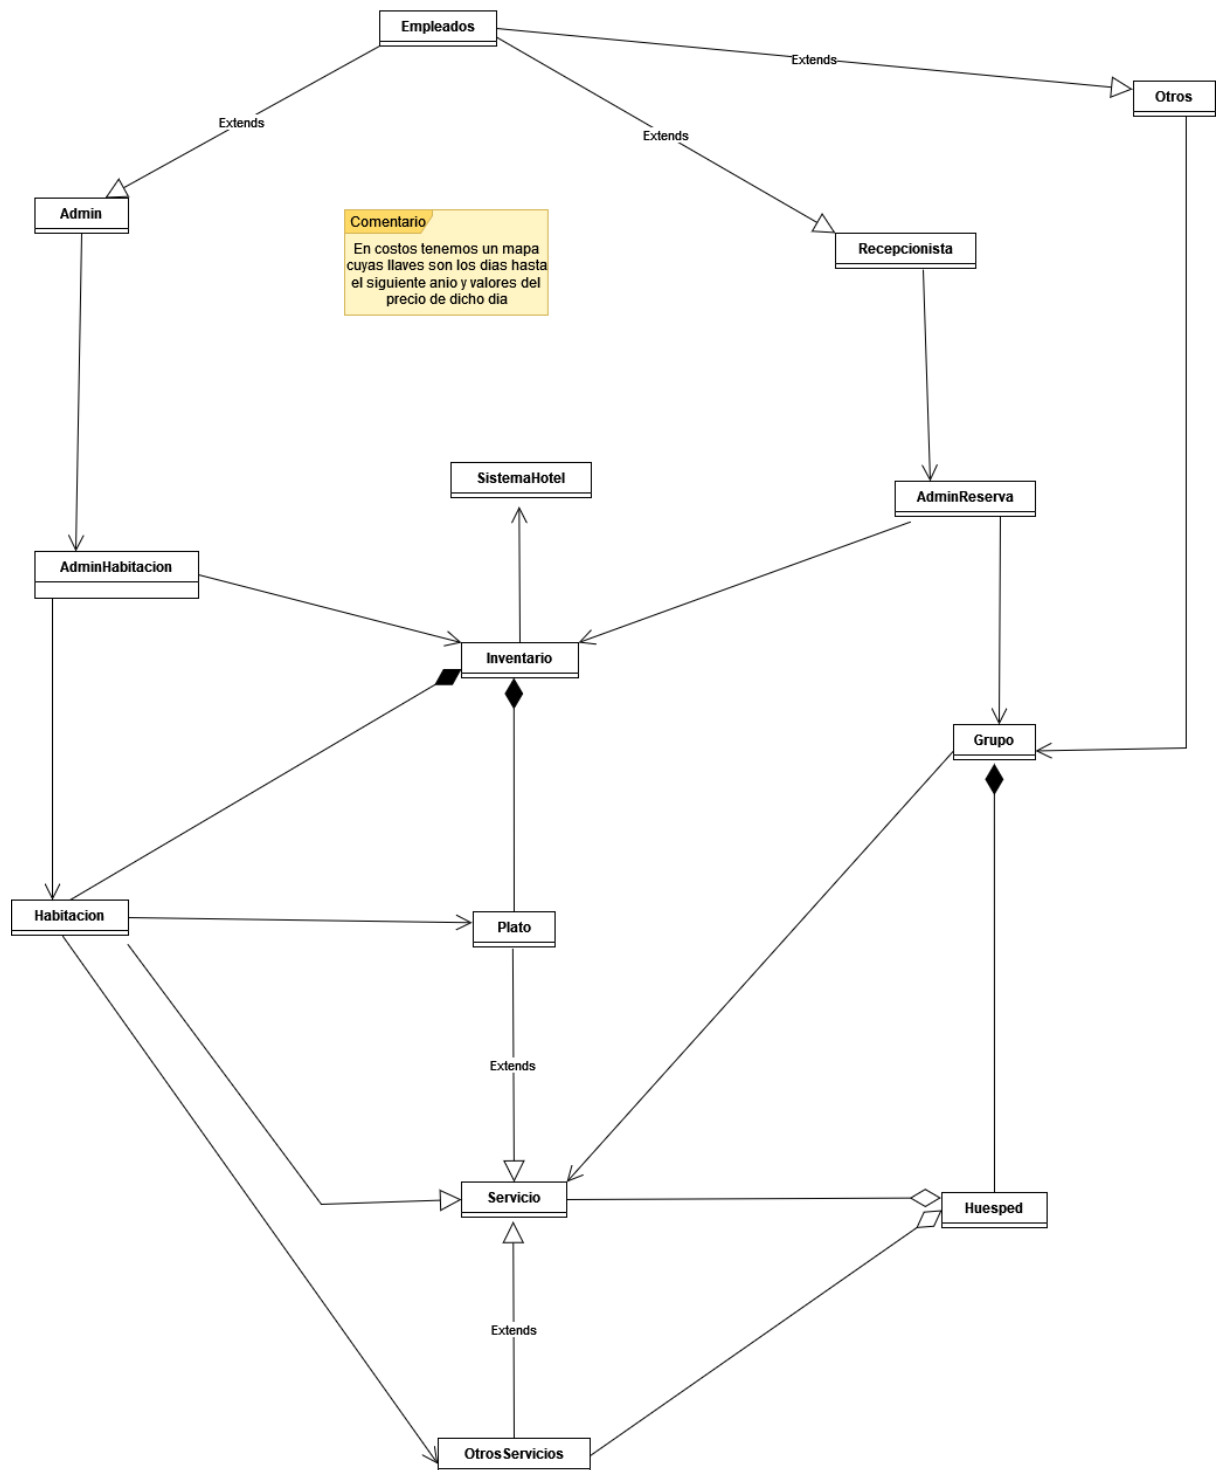 Empleados
Extends
Otros
Extends
Extends
Admin
Comentario
En costos tenemos un mapa
cuyas llaves son los dias hasta
el siguiente anio y valores del
precio de dicho dia
Recepcionista
SistemaHotel
AdminReserva
AdminHabitacion
Inventario
Grupo
Habitacion
Plato
Extends
Servicio
Huesped
Extends
OtrosServicios